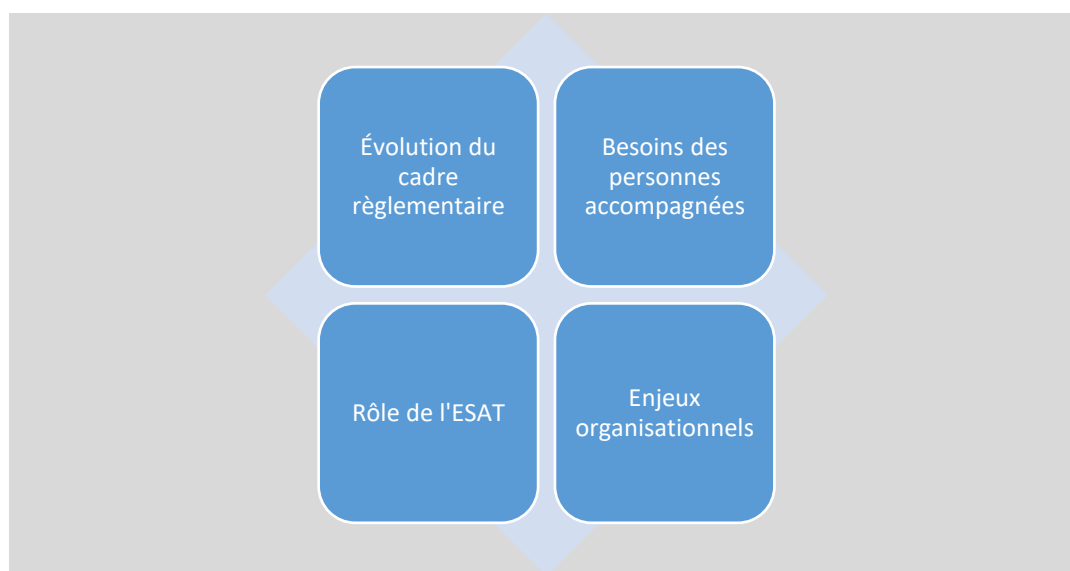 Évolution du
cadre
règlementaire
Besoins des
personnes
accompagnées
Rôle de l'ESAT
Enjeux
organisationnels